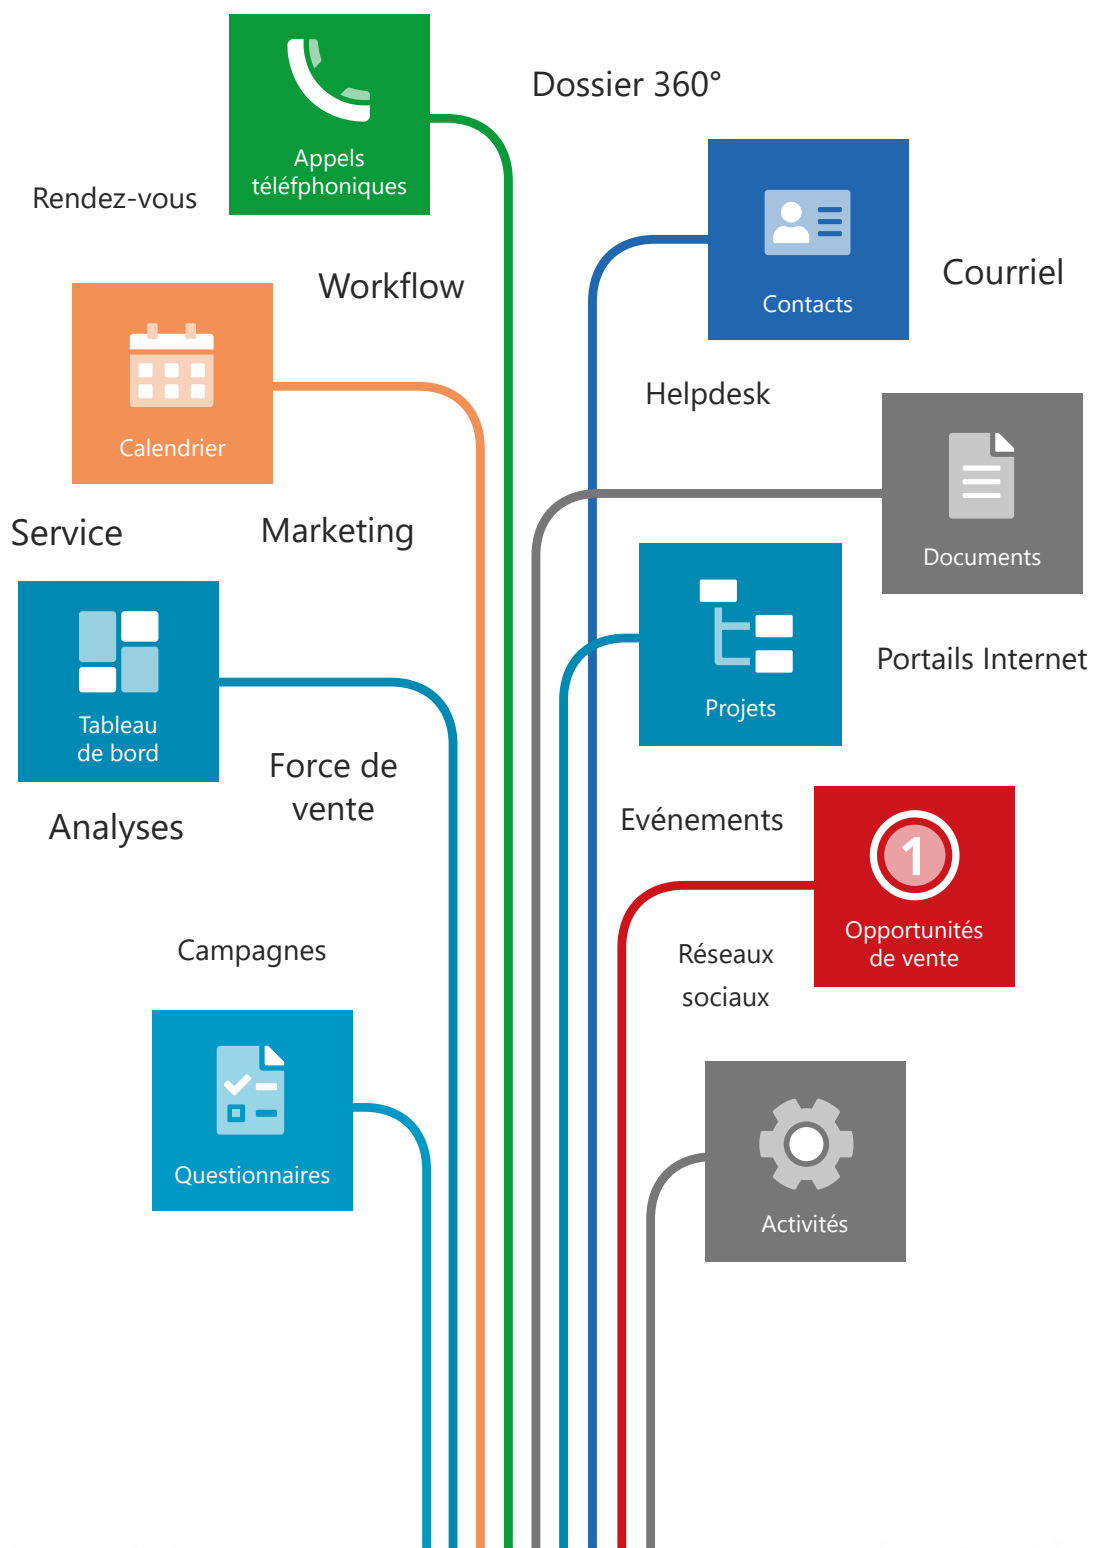 Dossier 360°
Appels
téléfphoniques
Rendez-vous
Workflow
Contacts
Courriel
Calendrier
Helpdesk
Documents
Service
Marketing
Portails Internet
Tableau
de bord
Projets
Force de
vente
Analyses
Evénements
Opportunités
de vente
Campagnes
Réseaux
sociaux
Questionnaires
Activités